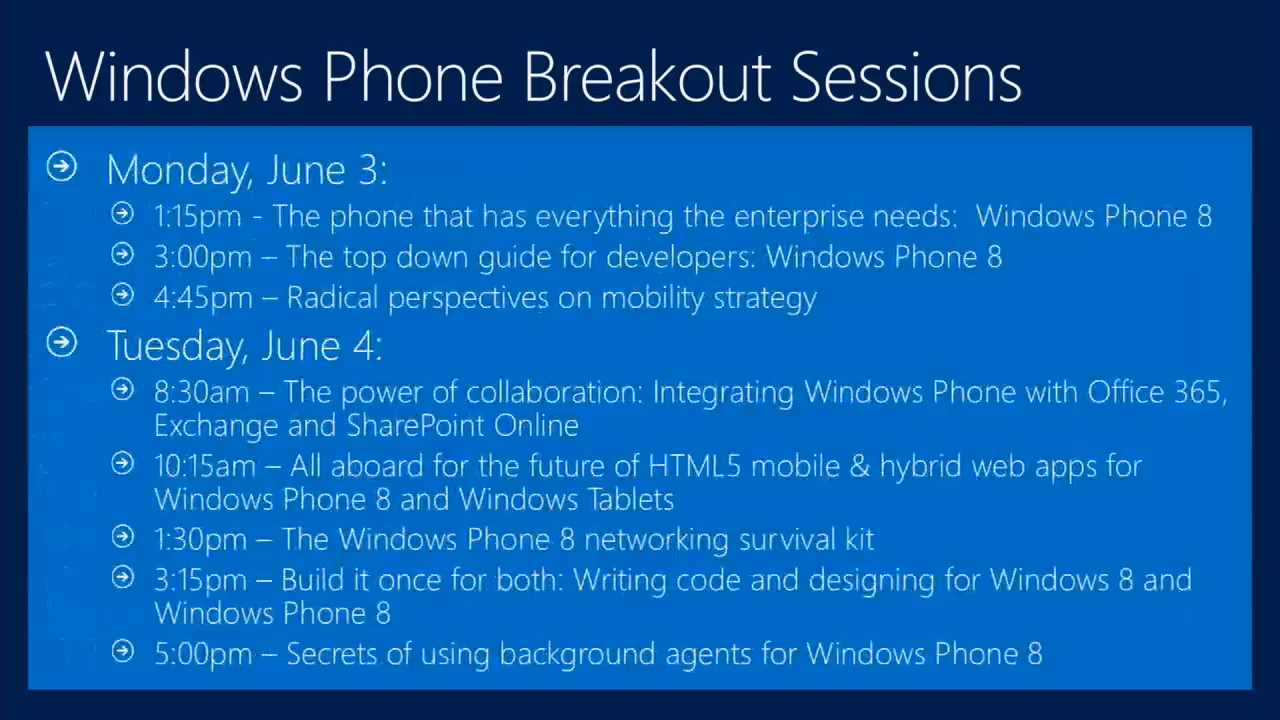 Windows Phone Breakout Sessions
Monday, June 3:
1:15pm - The phone that has everything the enterprise needs:  Windows Phone 8
3:00pm – The top down guide for developers: Windows Phone 8
4:45pm – Radical perspectives on mobility strategy
Tuesday, June 4:
8:30am – The power of collaboration: Integrating Windows Phone with Office 365,
Exchange and SharePoint Online
10:15am – All aboard for the future of HTML5 mobile & hybrid web apps for
Windows Phone 8 and Windows Tablets
1:30pm – The Windows Phone 8 networking survival kit
3:15pm – Build it once for both: Writing code and designing for Windows 8 and
Windows Phone 8
5:00pm – Secrets of using background agents for Windows Phone 8